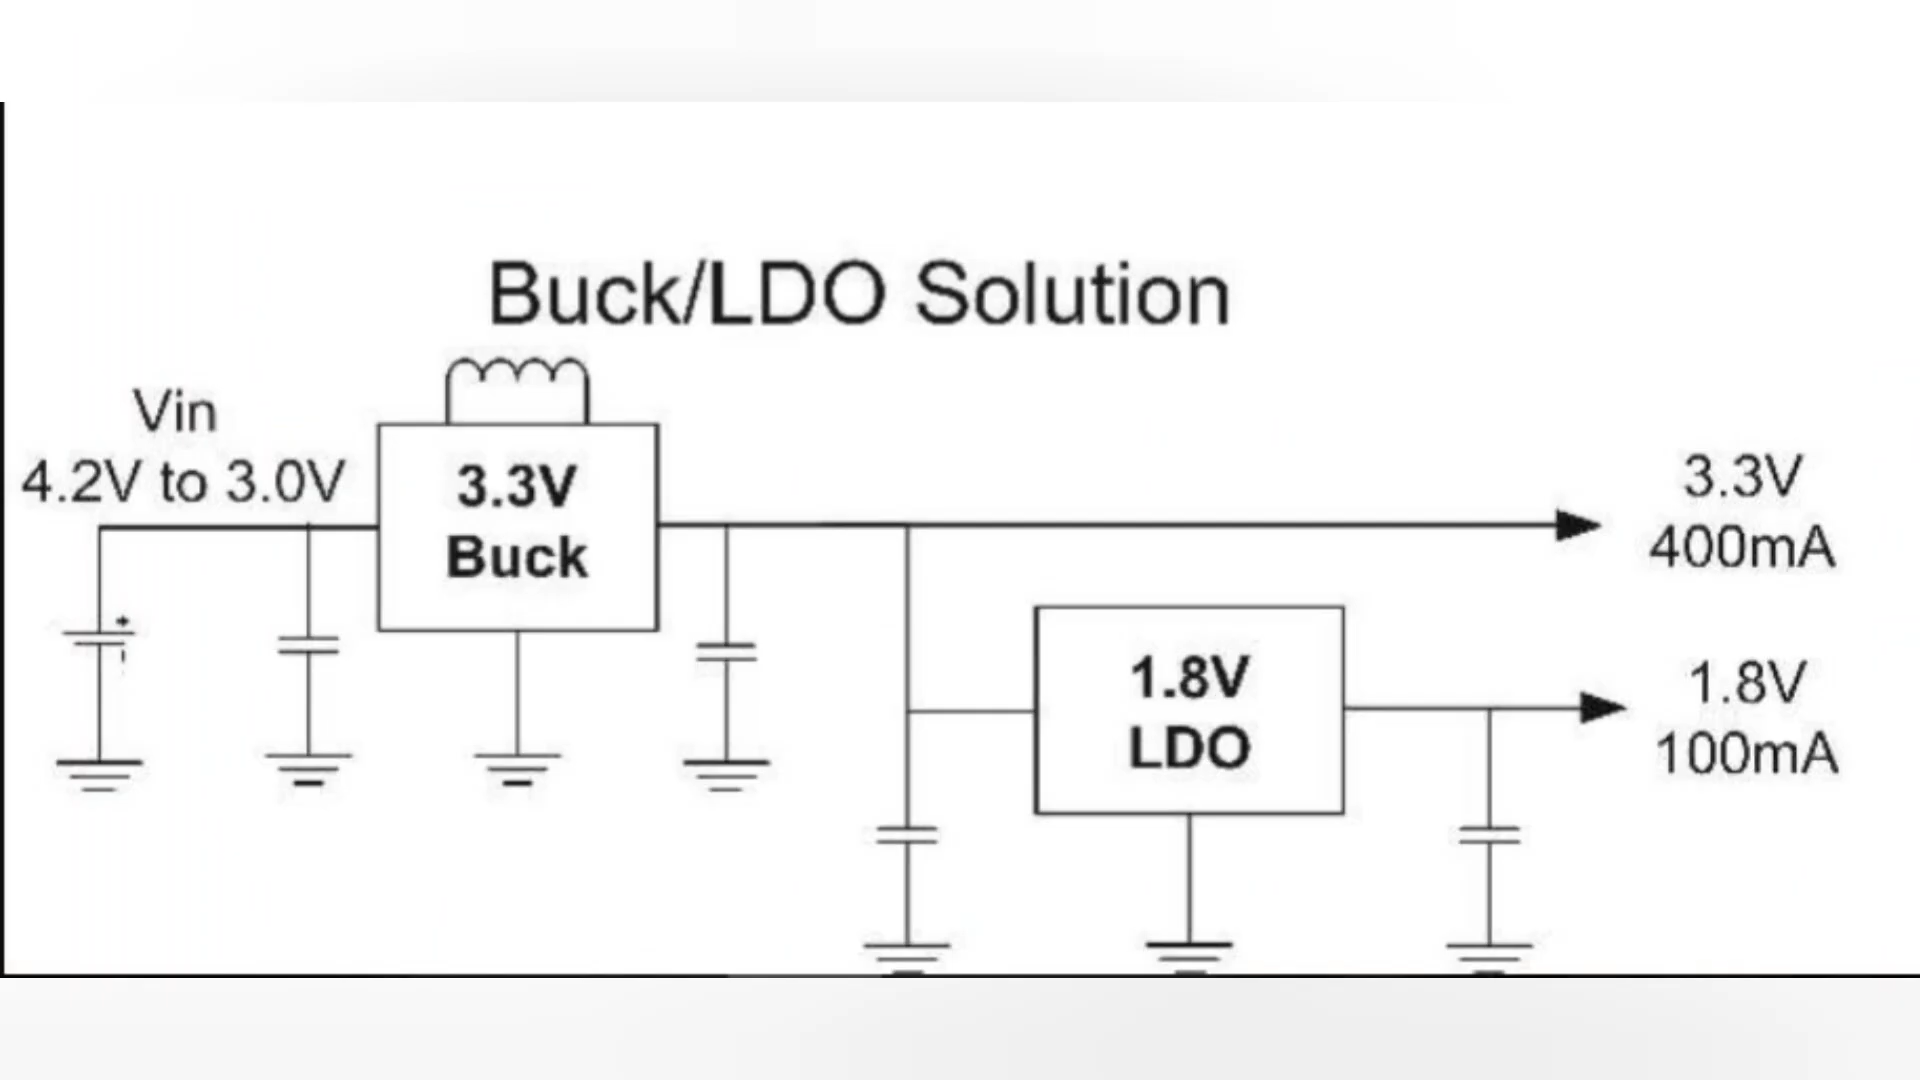 Buck/LDO Solution
Vin
4.2V to 3.0V
3.3V
Buck
3.3V
400mA
1.8V
LDO
1.8V
100mA